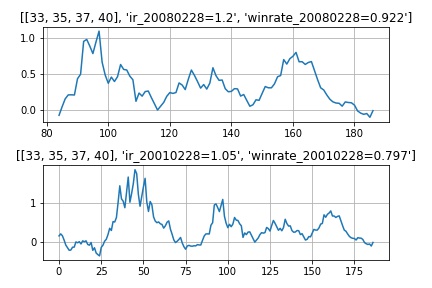 [[33, 35, 37, 40], 'ir_20080228=1.2', 'winrate_20080228=0.922']
1.0
0.5
0.0
80 100 120 140 160 180
[[33, 35, 37, 40], 'ir_20010228=1.05', 'winrate_20010228=0.797']
1
0
0 25 50 75 100 125 150 175